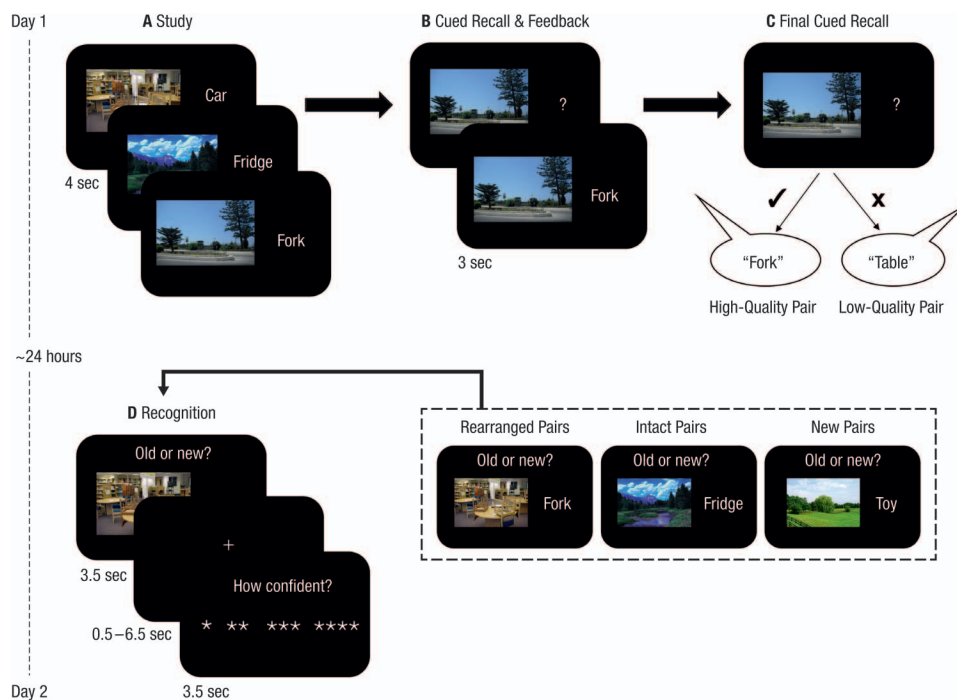 Day 1
A Study
B Cued Recall & Feedback
C Final Cued Recall
Car
Fridge
Fork
4 sec
?
Fork
3 sec
?
✓
x
“Fork”
“Table”
High-Quality Pair
Low-Quality Pair
~24 hours
D Recognition
Old or new?
3.5 sec
+
0.5–6.5 sec
How confident?
* ** *** ****
3.5 sec
Rearranged Pairs
Intact Pairs
New Pairs
Old or new?
Fork
Old or new?
Fridge
Old or new?
Toy
Day 2